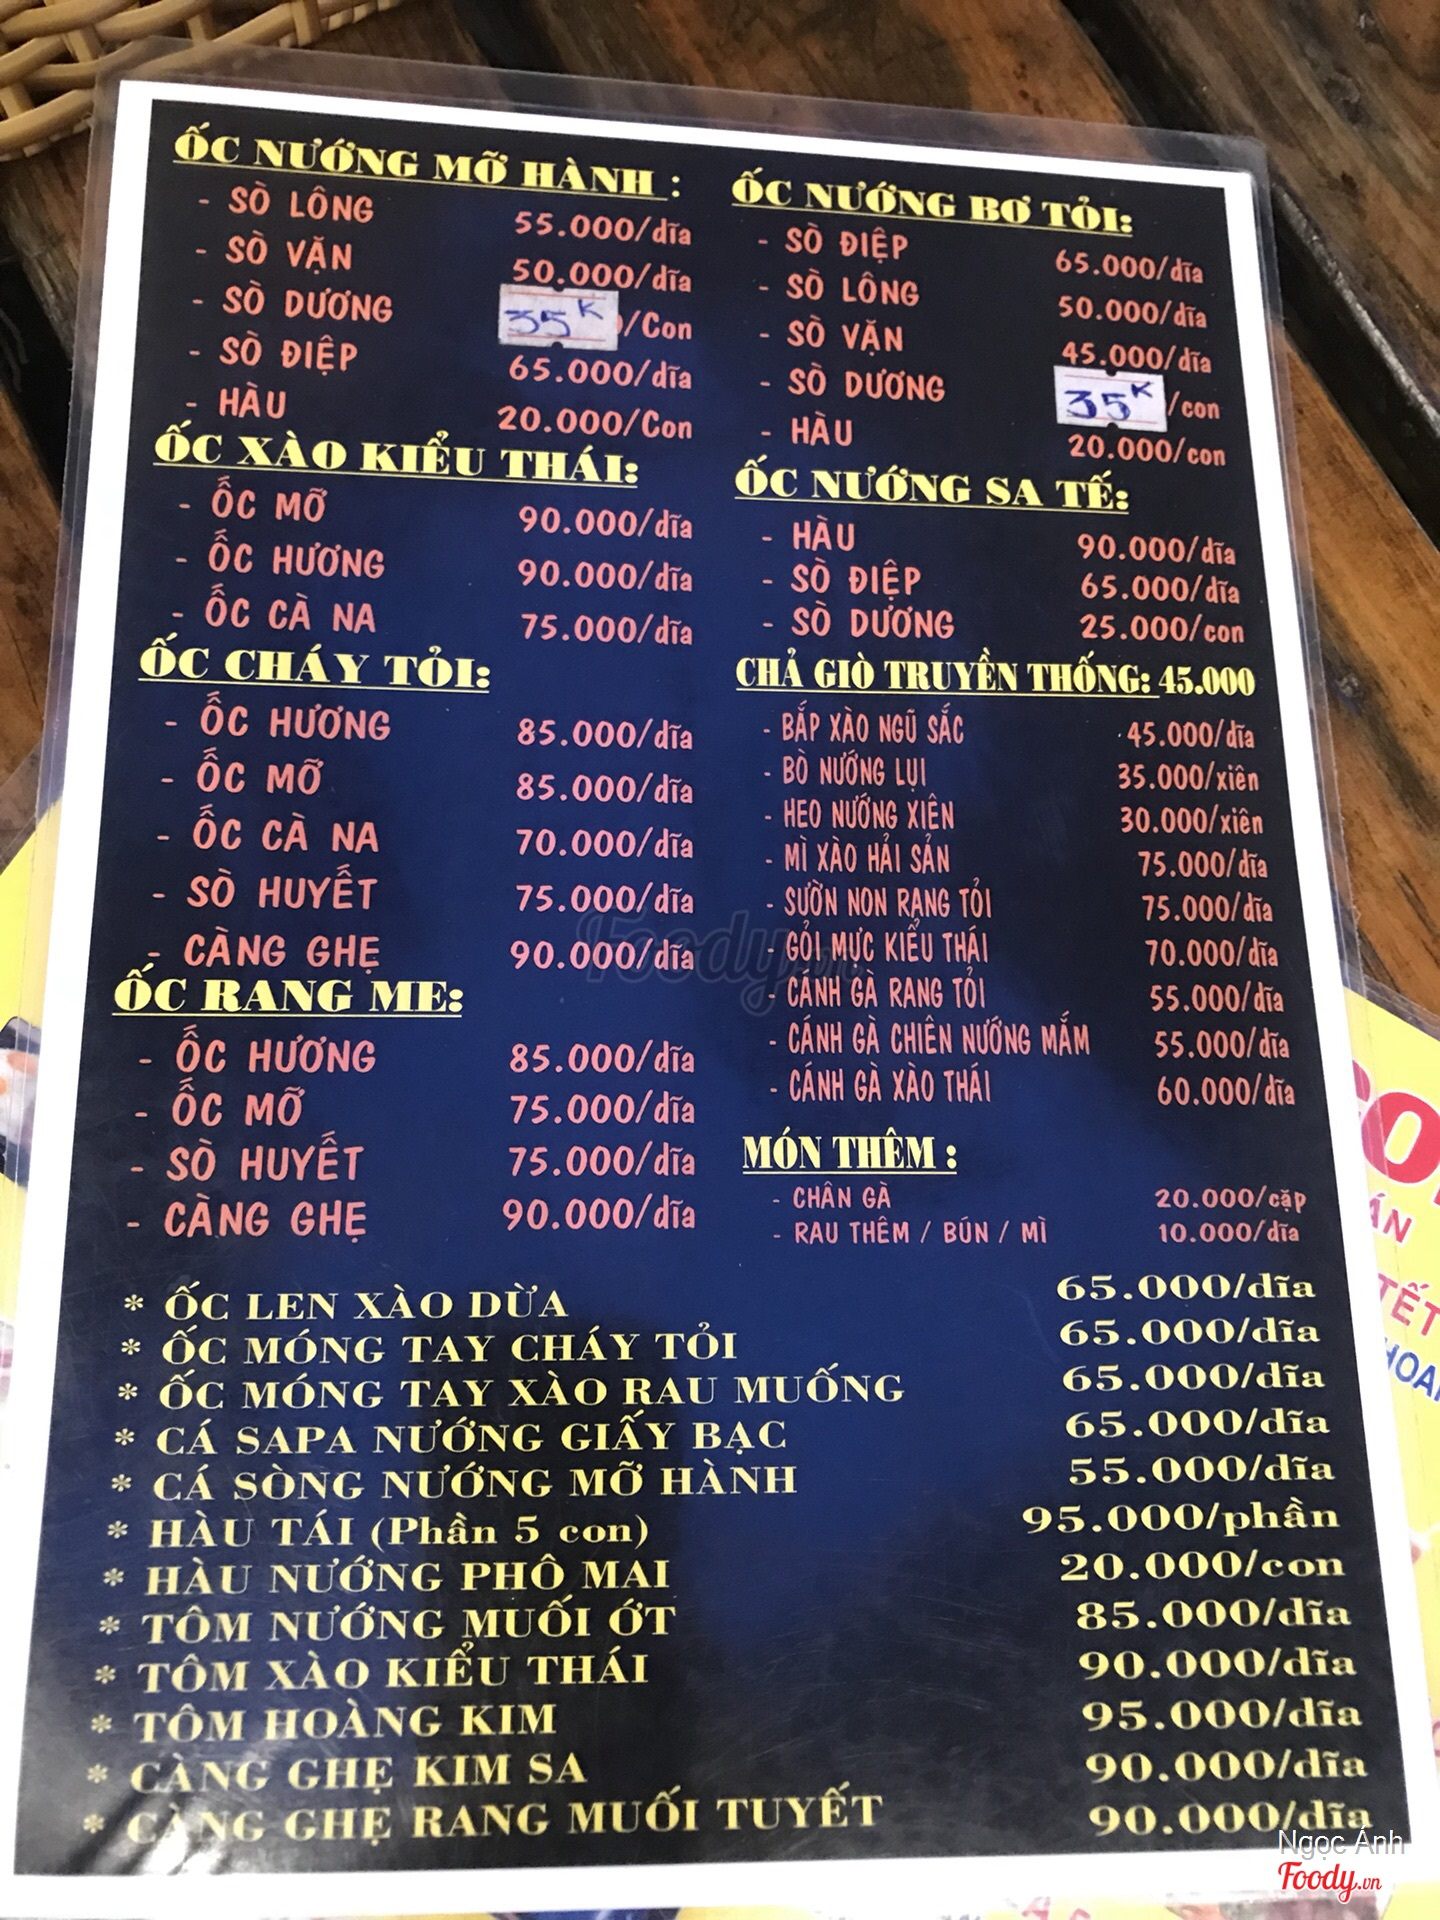 ỐC NƯỚNG MỠ HÀNH :
- SÒ LÔNG 55.000/dĩa
- SÒ VẶN 50.000/dĩa
- SÒ DƯƠNG 35K /Con
- SÒ ĐIỆP 65.000/dĩa
- HÀU 20.000/Con
ỐC XÀO KIỂU THÁI:
- ỐC MỠ 90.000/dĩa
- ỐC HƯƠNG 90.000/dĩa
- ỐC CÀ NA 75.000/dĩa
ỐC CHÁY TỎI:
- ỐC HƯƠNG 85.000/dĩa
- ỐC MỠ 85.000/dĩa
- ỐC CÀ NA 70.000/dĩa
- SÒ HUYẾT 75.000/dĩa
- CÀNG GHẸ 90.000/dĩa
ỐC RANG ME:
- ỐC HƯƠNG 85.000/dĩa
- ỐC MỠ 75.000/dĩa
- SÒ HUYẾT 75.000/dĩa
- CÀNG GHẸ 90.000/dĩa
ỐC NƯỚNG BƠ TỎI:
- SÒ ĐIỆP 65.000/dĩa
- SÒ LÔNG 50.000/dĩa
- SÒ VẶN 45.000/dĩa
- SÒ DƯƠNG 35K /con
- HÀU 20.000/con
ỐC NƯỚNG SA TẾ:
- HÀU 90.000/dĩa
- SÒ ĐIỆP 65.000/dĩa
- SÒ DƯƠNG 25.000/con
CHẢ GIÒ TRUYỀN THỐNG: 45.000
- BẮP XÀO NGŨ SẮC 45.000/dĩa
- BÒ NƯỚNG LỤI 35.000/xiên
- HEO NƯỚNG XIÊN 30.000/xiên
- MÌ XÀO HẢI SẢN 75.000/dĩa
- SƯỜN NON RANG TỎI 75.000/dĩa
- GỎI MỰC KIỂU THÁI 70.000/dĩa
- CÁNH GÀ RANG TỎI 55.000/dĩa
- CÁNH GÀ CHIÊN NƯỚNG MẮM 55.000/dĩa
- CÁNH GÀ XÀO THÁI 60.000/dĩa
MÓN THÊM :
- CHÂN GÀ 20.000/cặp
- RAU THÊM / BÚN / MÌ 10.000/dĩa
* ỐC LEN XÀO DỪA 65.000/dĩa
* ỐC MÓNG TAY CHÁY TỎI 65.000/dĩa
* ỐC MÓNG TAY XÀO RAU MUỐNG 65.000/dĩa
* CÁ SAPA NƯỚNG GIẤY BẠC 65.000/dĩa
* CÁ SÒNG NƯỚNG MỠ HÀNH 55.000/dĩa
* HÀU TÁI (Phần 5 con) 95.000/phần
* HÀU NƯỚNG PHÔ MAI 20.000/con
* TÔM NƯỚNG MUỐI ỚT 85.000/dĩa
* TÔM XÀO KIỂU THÁI 90.000/dĩa
* TÔM HOÀNG KIM 95.000/dĩa
* CÀNG GHẸ KIM SA 90.000/dĩa
* CÀNG GHẸ RANG MUỐI TUYẾT 90.000/dĩa
Foody.vn
ÁN
TẾT
Ngọc Ánh
Foody.vn